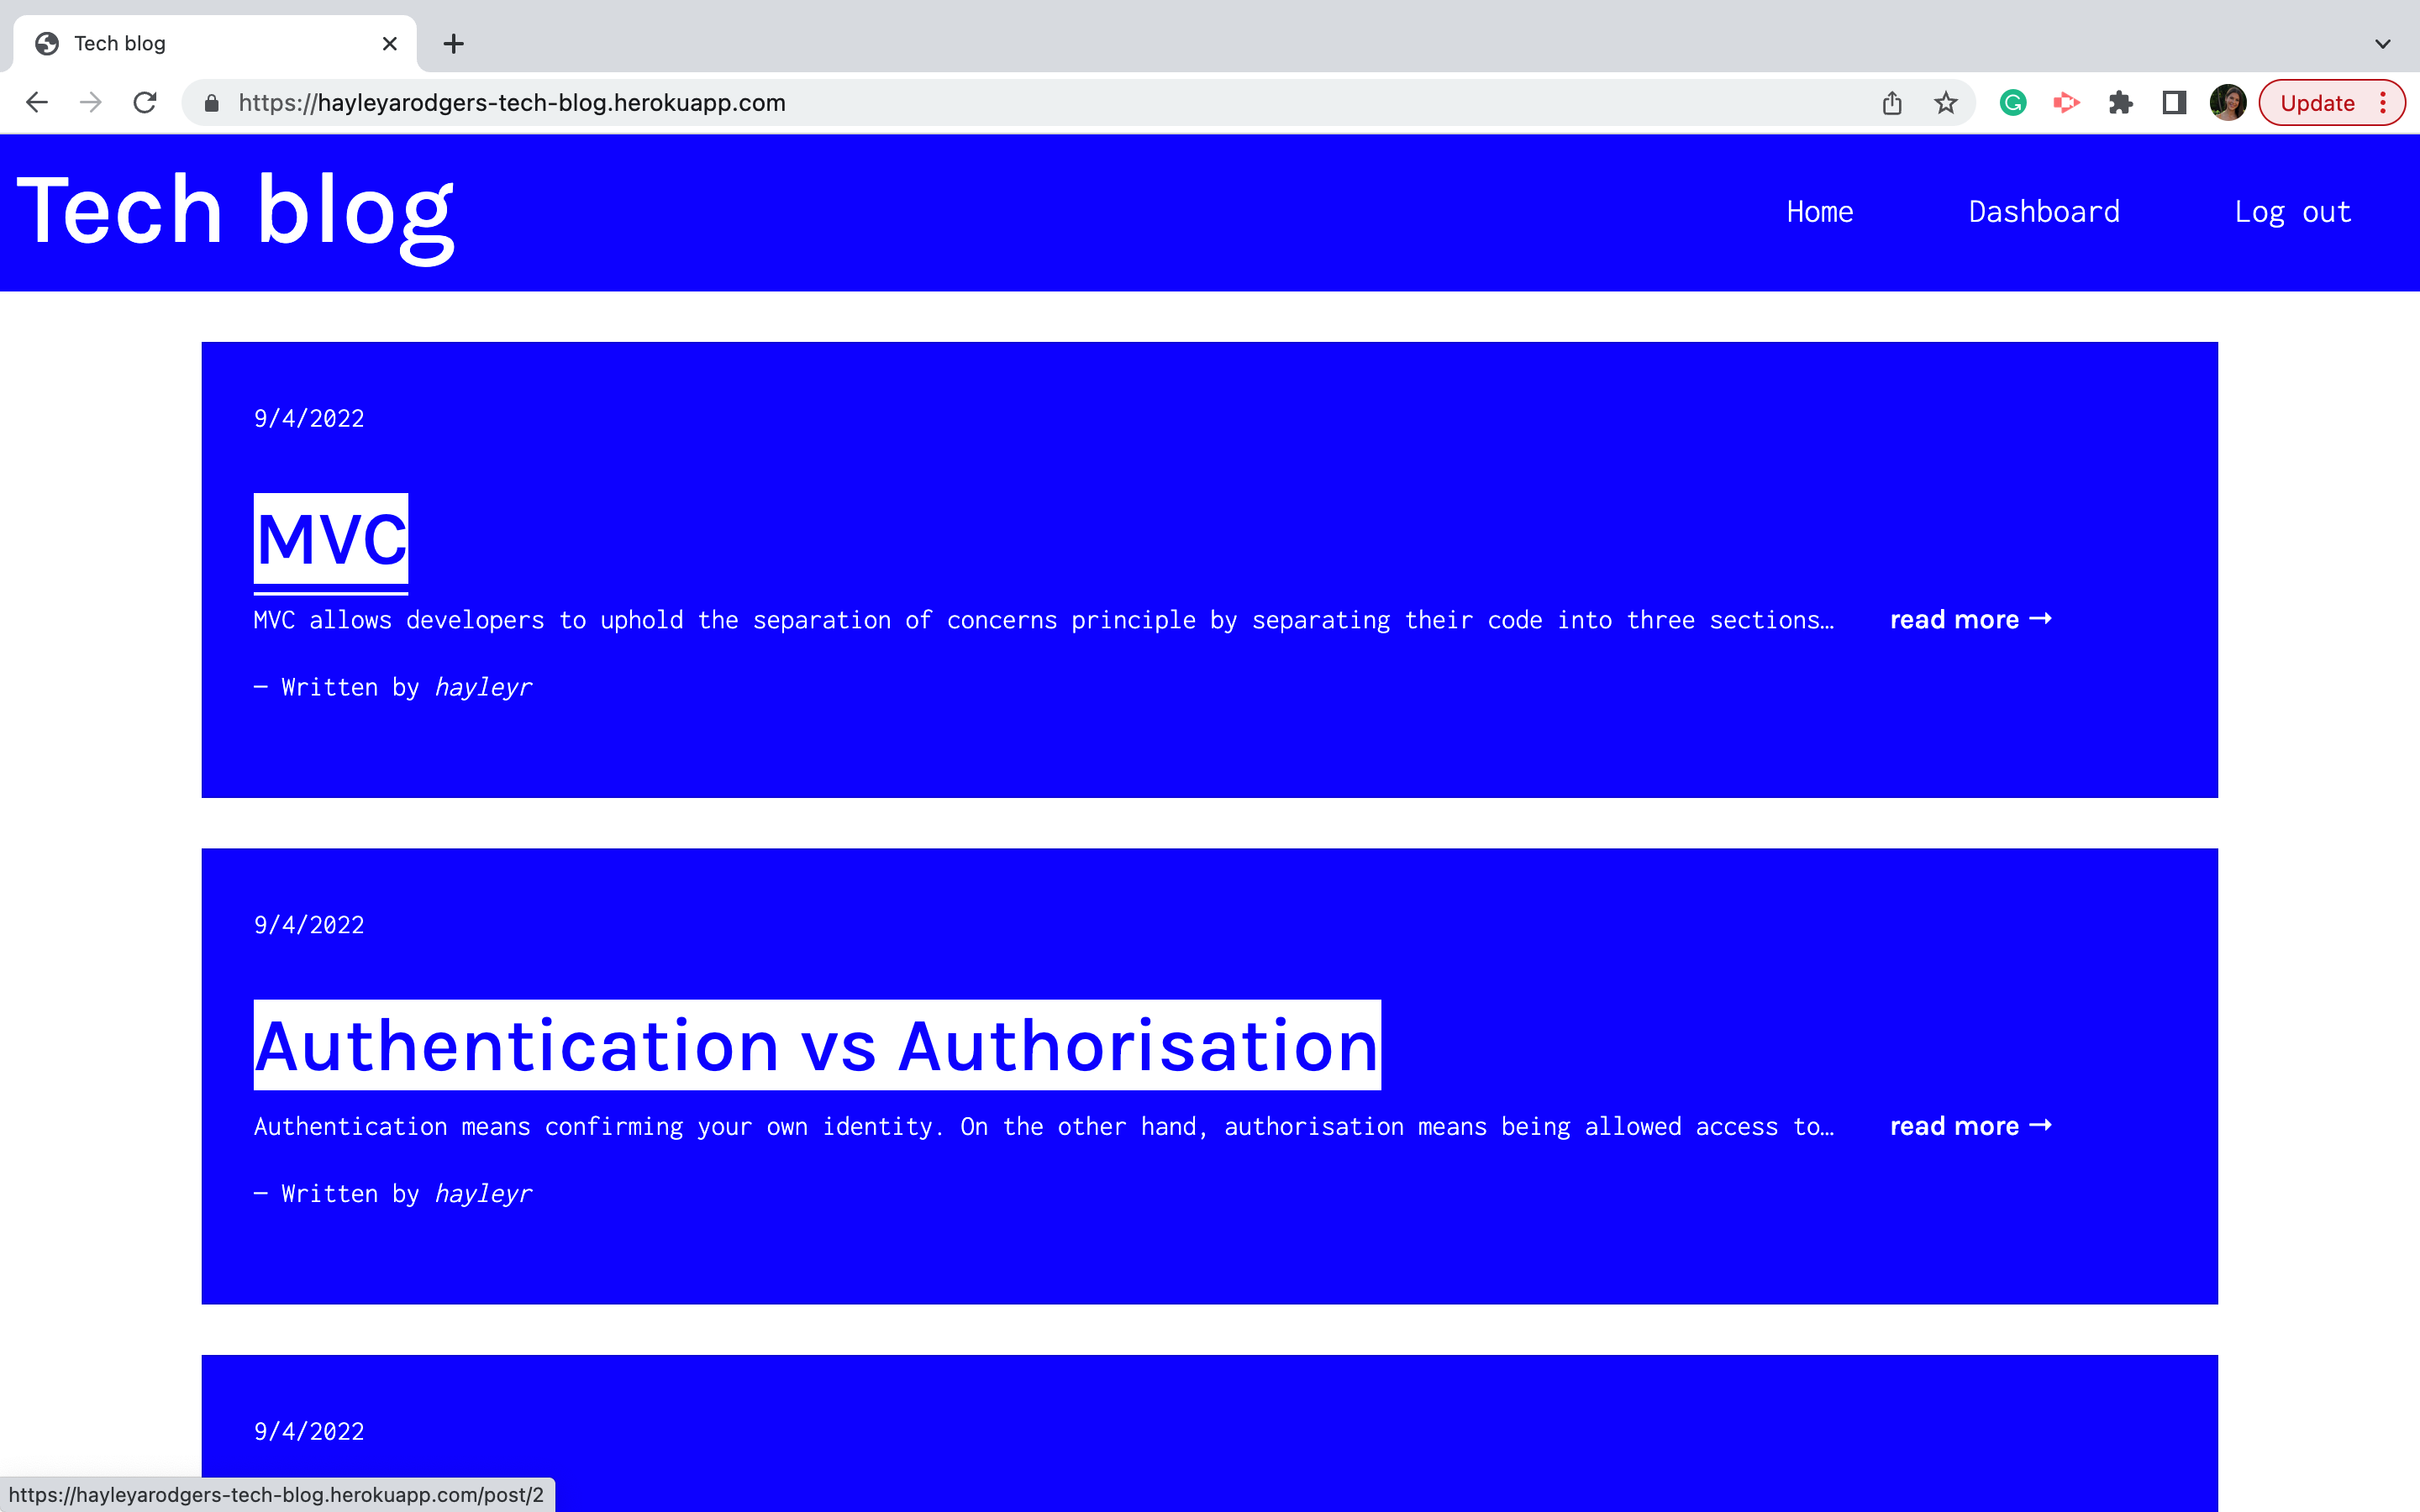 Tech blog
https://hayleyarodgers-tech-blog.herokuapp.com
Update
Tech blog
Home
Dashboard
Log out
9/4/2022
MVC
MVC allows developers to uphold the separation of concerns principle by separating their code into three sections… read more →
— Written by hayleyr
9/4/2022
Authentication vs Authorisation
Authentication means confirming your own identity. On the other hand, authorisation means being allowed access to… read more →
— Written by hayleyr
9/4/2022
https://hayleyarodgers-tech-blog.herokuapp.com/post/2